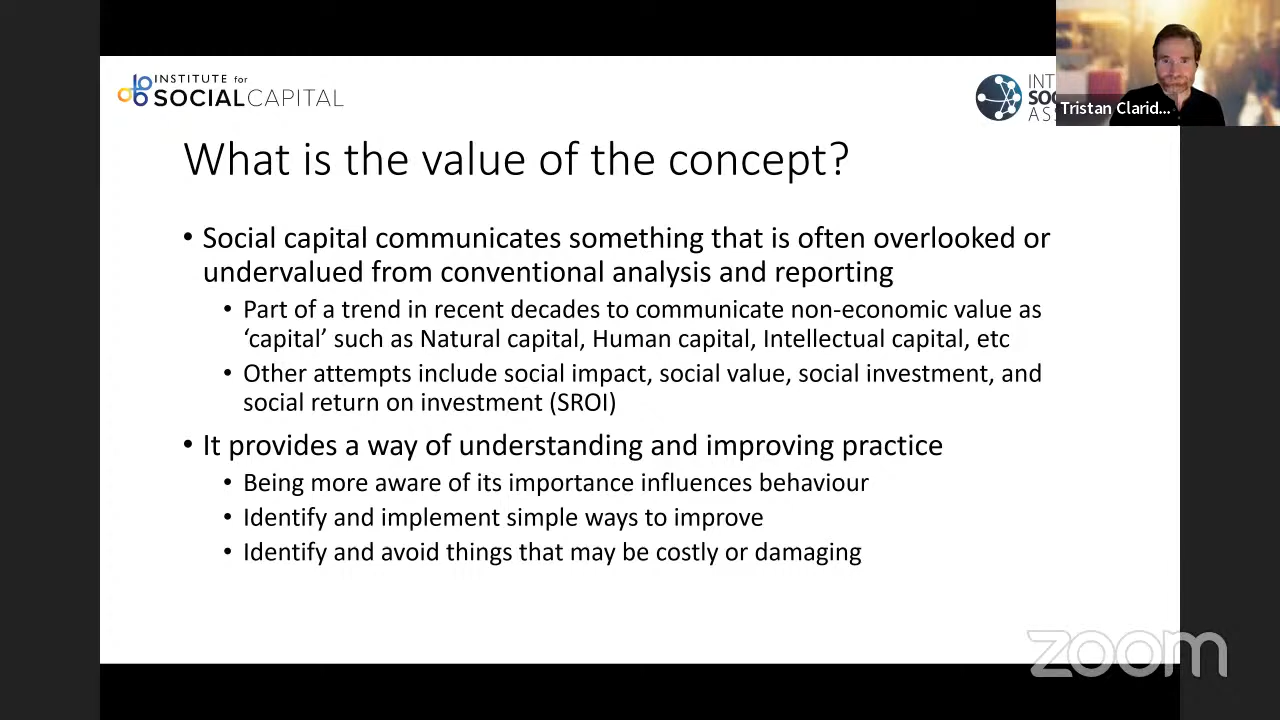 INSTITUTE for
SOCIALCAPITAL
INT
SOC
ASS
Tristan Clarid...
What is the value of the concept?
• Social capital communicates something that is often overlooked or
undervalued from conventional analysis and reporting
• Part of a trend in recent decades to communicate non-economic value as
‘capital’ such as Natural capital, Human capital, Intellectual capital, etc
• Other attempts include social impact, social value, social investment, and
social return on investment (SROI)
• It provides a way of understanding and improving practice
• Being more aware of its importance influences behaviour
• Identify and implement simple ways to improve
• Identify and avoid things that may be costly or damaging
zoom